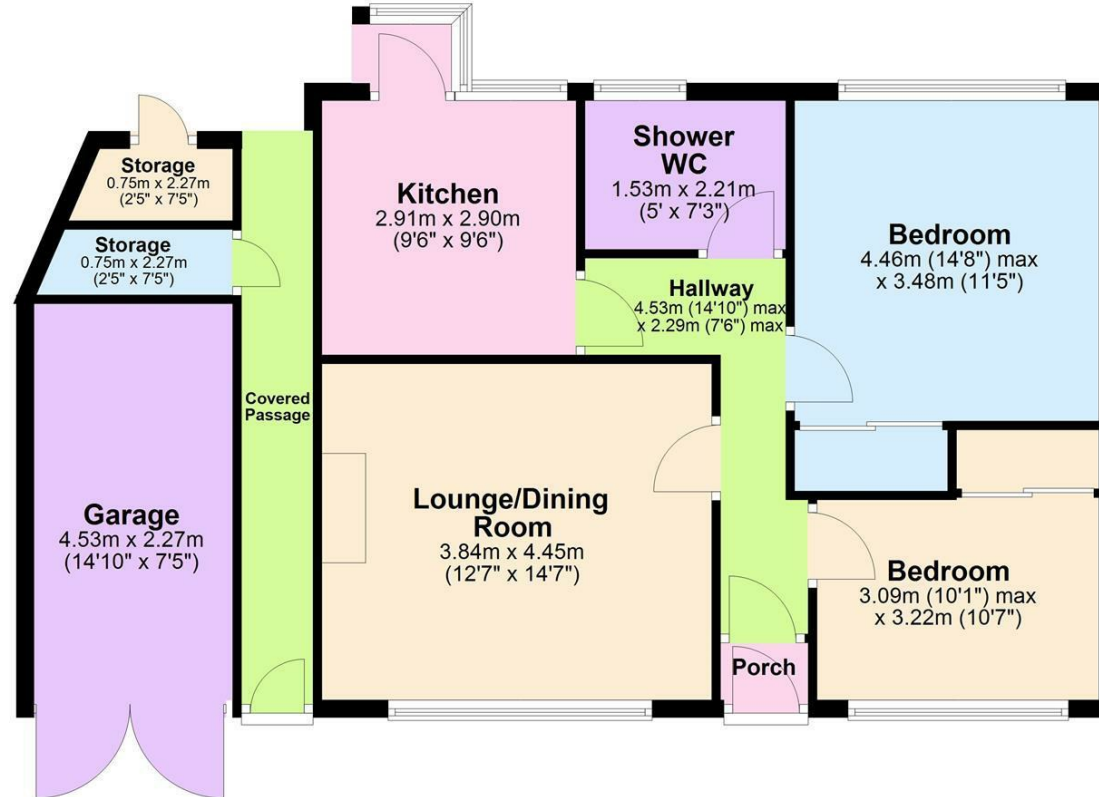 Storage
0.75m x 2.27m
(2'5" x 7'5")
Storage
0.75m x 2.27m
(2'5" x 7'5")
Kitchen
2.91m x 2.90m
(9'6" x 9'6")
Shower
WC
1.53m x 2.21m
(5' x 7'3")
Bedroom
4.46m (14'8") max
x 3.48m (11'5")
Hallway
4.53m (14'10") max
x 2.29m (7'6") max
Covered
Passage
Garage
4.53m x 2.27m
(14'10" x 7'5")
Lounge/Dining
Room
3.84m x 4.45m
(12'7" x 14'7")
Bedroom
3.09m (10'1") max
x 3.22m (10'7")
Porch